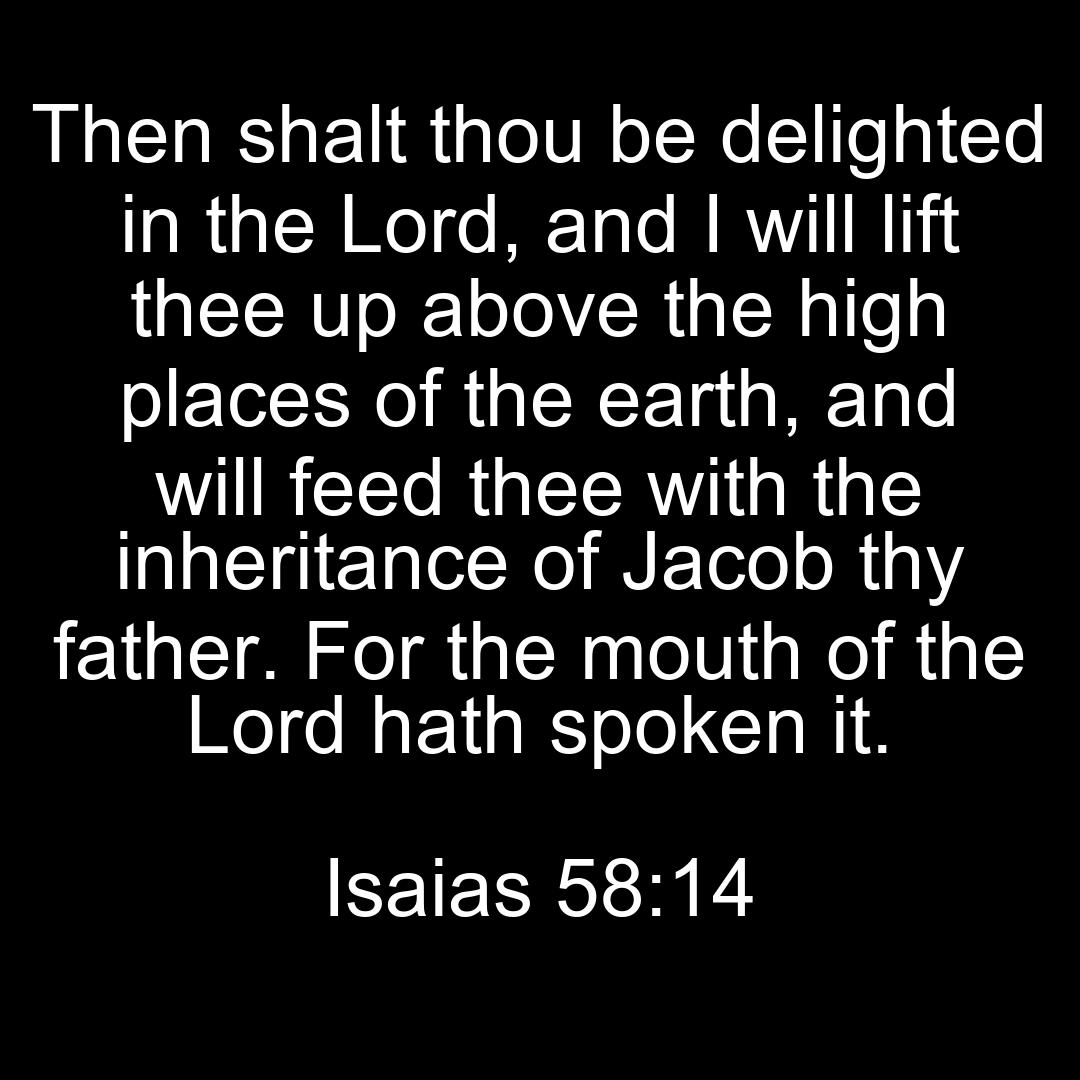 Then shalt thou be delighted
in the Lord, and I will lift
thee up above the high
places of the earth, and
will feed thee with the
inheritance of Jacob thy
father. For the mouth of the
Lord hath spoken it.
Isaias 58:14